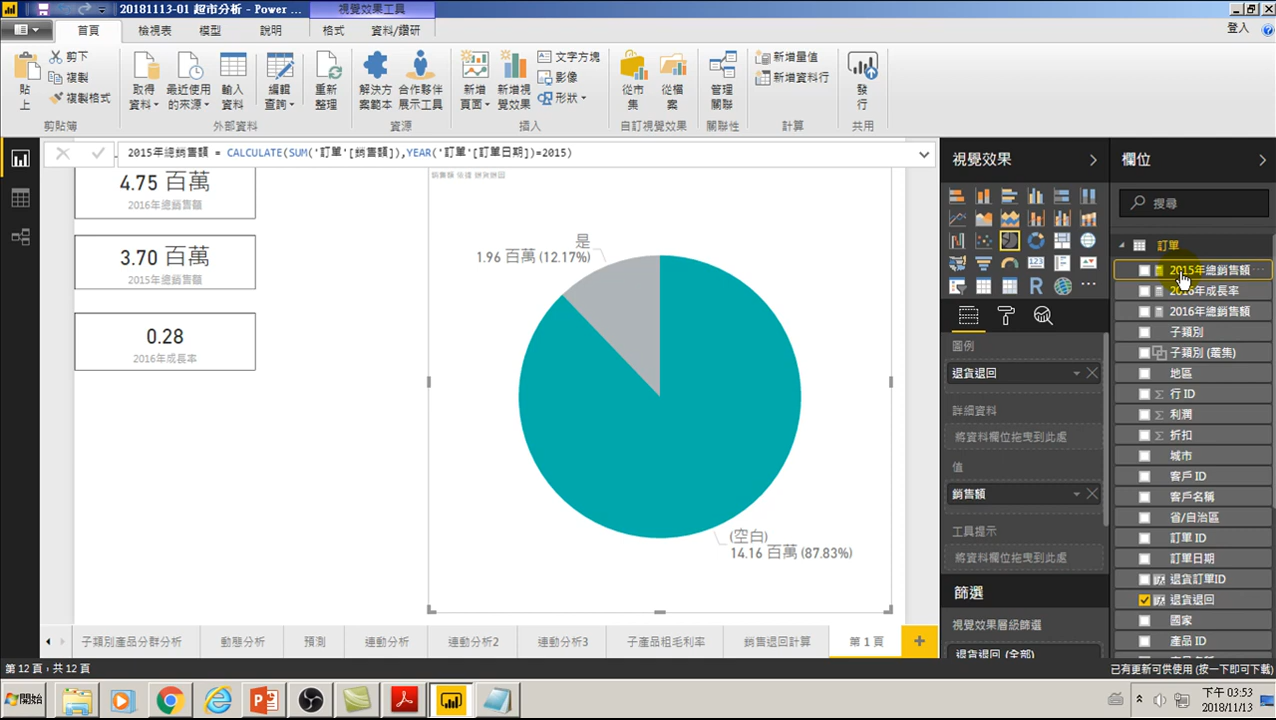 20181113-01 超市分析 - Power ...
視覺效果工具
首頁
檢視表
模型
說明
格式
資料/鑽研
登入
貼上
剪下
複製
複製格式
剪貼簿
取得資料
最近使用的來源
輸入資料
編輯查詢
外部資料
重新整理
解決方案範本
合作夥伴展示工具
資源
新增頁面
新增視覺效果
文字方塊
影像
形狀
插入
從市集
從檔案
自訂視覺效果
管理關聯
關聯性
新增量值
新增資料行
計算
發行
共用
2015年總銷售額 = CALCULATE(SUM('訂單'[銷售額]),YEAR('訂單'[訂單日期])=2015)
4.75 百萬
2016年總銷售額
3.70 百萬
2015年總銷售額
0.28
2016年成長率
銷售額 依據 退貨退回
是
1.96 百萬 (12.17%)
(空白)
14.16 百萬 (87.83%)
視覺效果
圖例
退貨退回
詳細資料
將資料欄位拖曳到此處
值
銷售額
工具提示
將資料欄位拖曳到此處
篩選
視覺效果層級篩選
退貨退回 (全部)
欄位
搜尋
訂單
2015年總銷售額
2016年成長率
2016年總銷售額
子類別
子類別 (叢集)
地區
行 ID
利潤
折扣
城市
客戶 ID
客戶名稱
省/自治區
訂單 ID
訂單日期
退貨訂單ID
退貨退回
國家
產品 ID
子類別產品分群分析
動態分析
預測
連動分析
連動分析2
連動分析3
子產品粗毛利率
銷售退回計算
第 1 頁
第 12 頁，共 12 頁
已有更新可供使用 (按一下即可下載)
開始
下午 03:53
2018/11/13